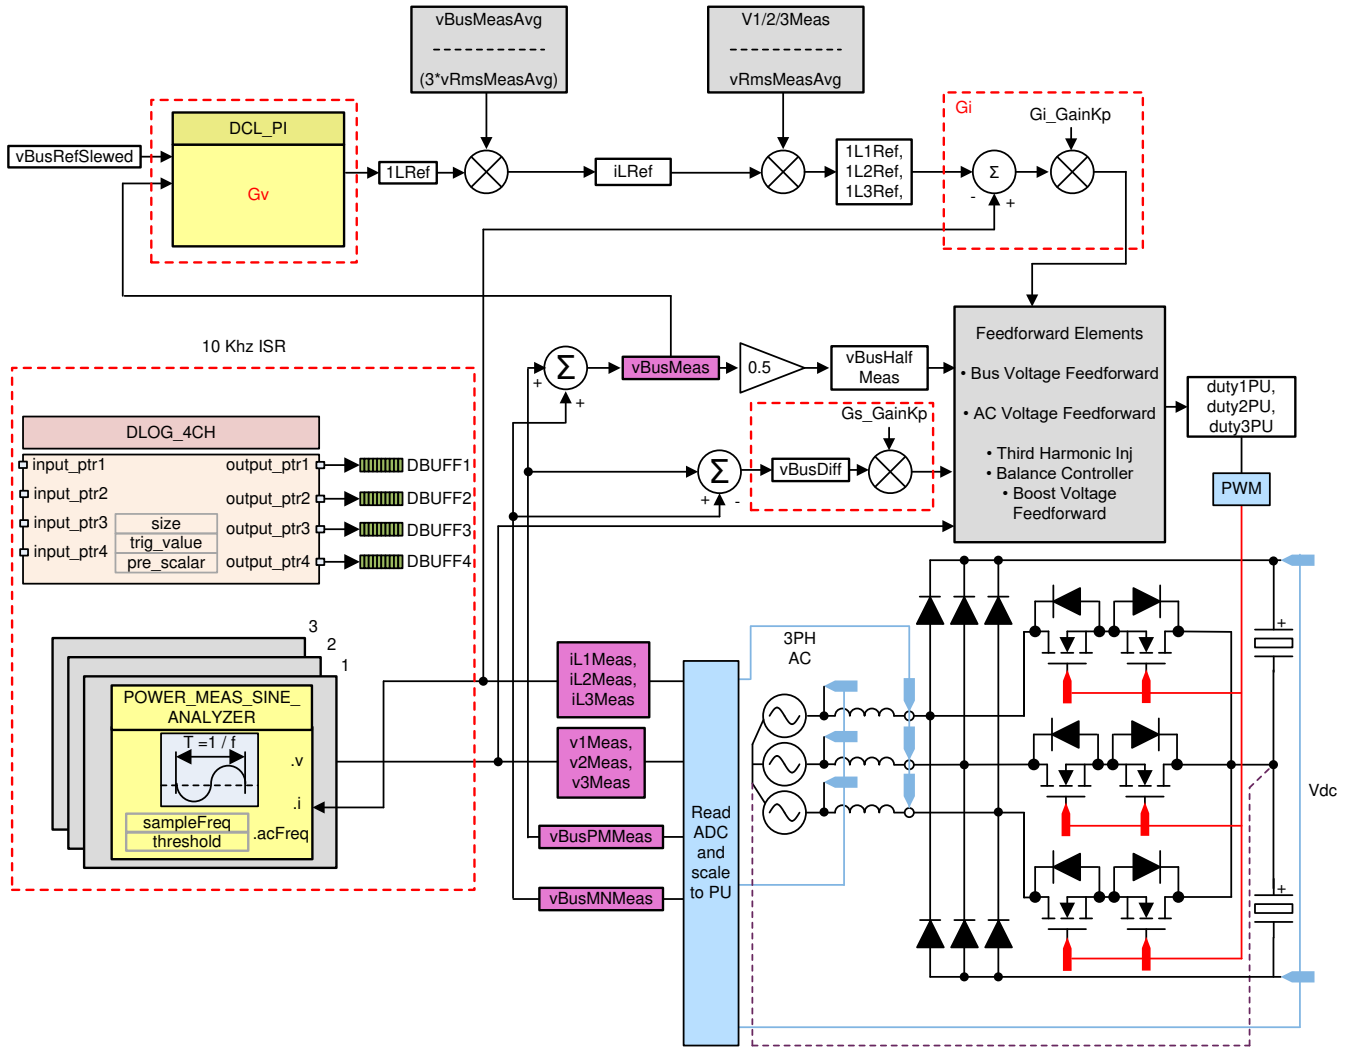 vBusMeasAvg
(3*vRmsMeasAvg)
V1/2/3Meas
vRmsMeasAvg
Gi
Gi_GainKp
DCL_PI
vBusRefSlewed
Gv
1LRef
iLRef
1L1Ref,
1L2Ref,
1L3Ref,
Σ
-
+
10 Khz ISR
Σ
+
+
vBusMeas
0.5
vBusHalf
Meas
Feedforward Elements
• Bus Voltage Feedforward
• AC Voltage Feedforward
• Third Harmonic Inj
• Balance Controller
• Boost Voltage
Feedforward
duty1PU,
duty2PU,
duty3PU
PWM
Gs_GainKp
Σ
+
-
vBusDiff
DLOG_4CH
input_ptr1
input_ptr2
input_ptr3
input_ptr4
size
trig_value
pre_scalar
output_ptr1
output_ptr2
output_ptr3
output_ptr4
DBUFF1
DBUFF2
DBUFF3
DBUFF4
3
2
1
POWER_MEAS_SINE_
ANALYZER
T =1 / f
.v
.i
.acFreq
sampleFreq
threshold
iL1Meas,
iL2Meas,
iL3Meas
v1Meas,
v2Meas,
v3Meas
vBusPMMeas
vBusMNMeas
Read
ADC
and
scale
to PU
3PH
AC
+
+
Vdc